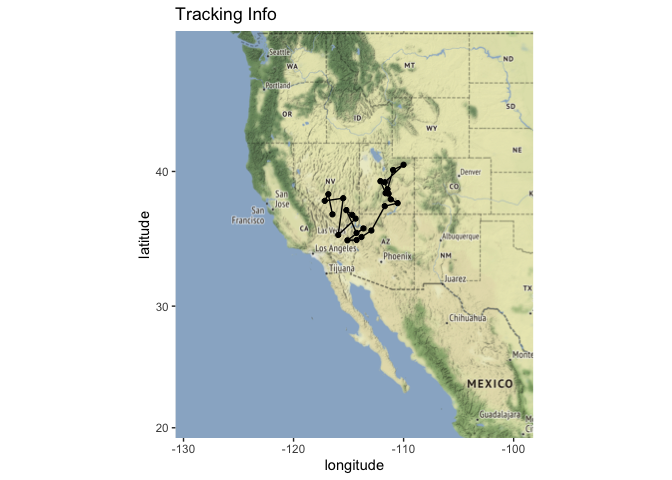 Tracking Info
Seattle
WA
MT
ND
Portland
OR
ID
SD
WY
NE
40
NV
Denver
CO
San
Jose
San
Francisco
CA
Las Ve
Los Angeles
AZ
Albuquerque
NM
Phoenix
Tijuana
Juarez
TX
30
Chihuahua
Monte
MEXICO
Guadalajara
20
-130
-120
-110
-100
longitude
latitude